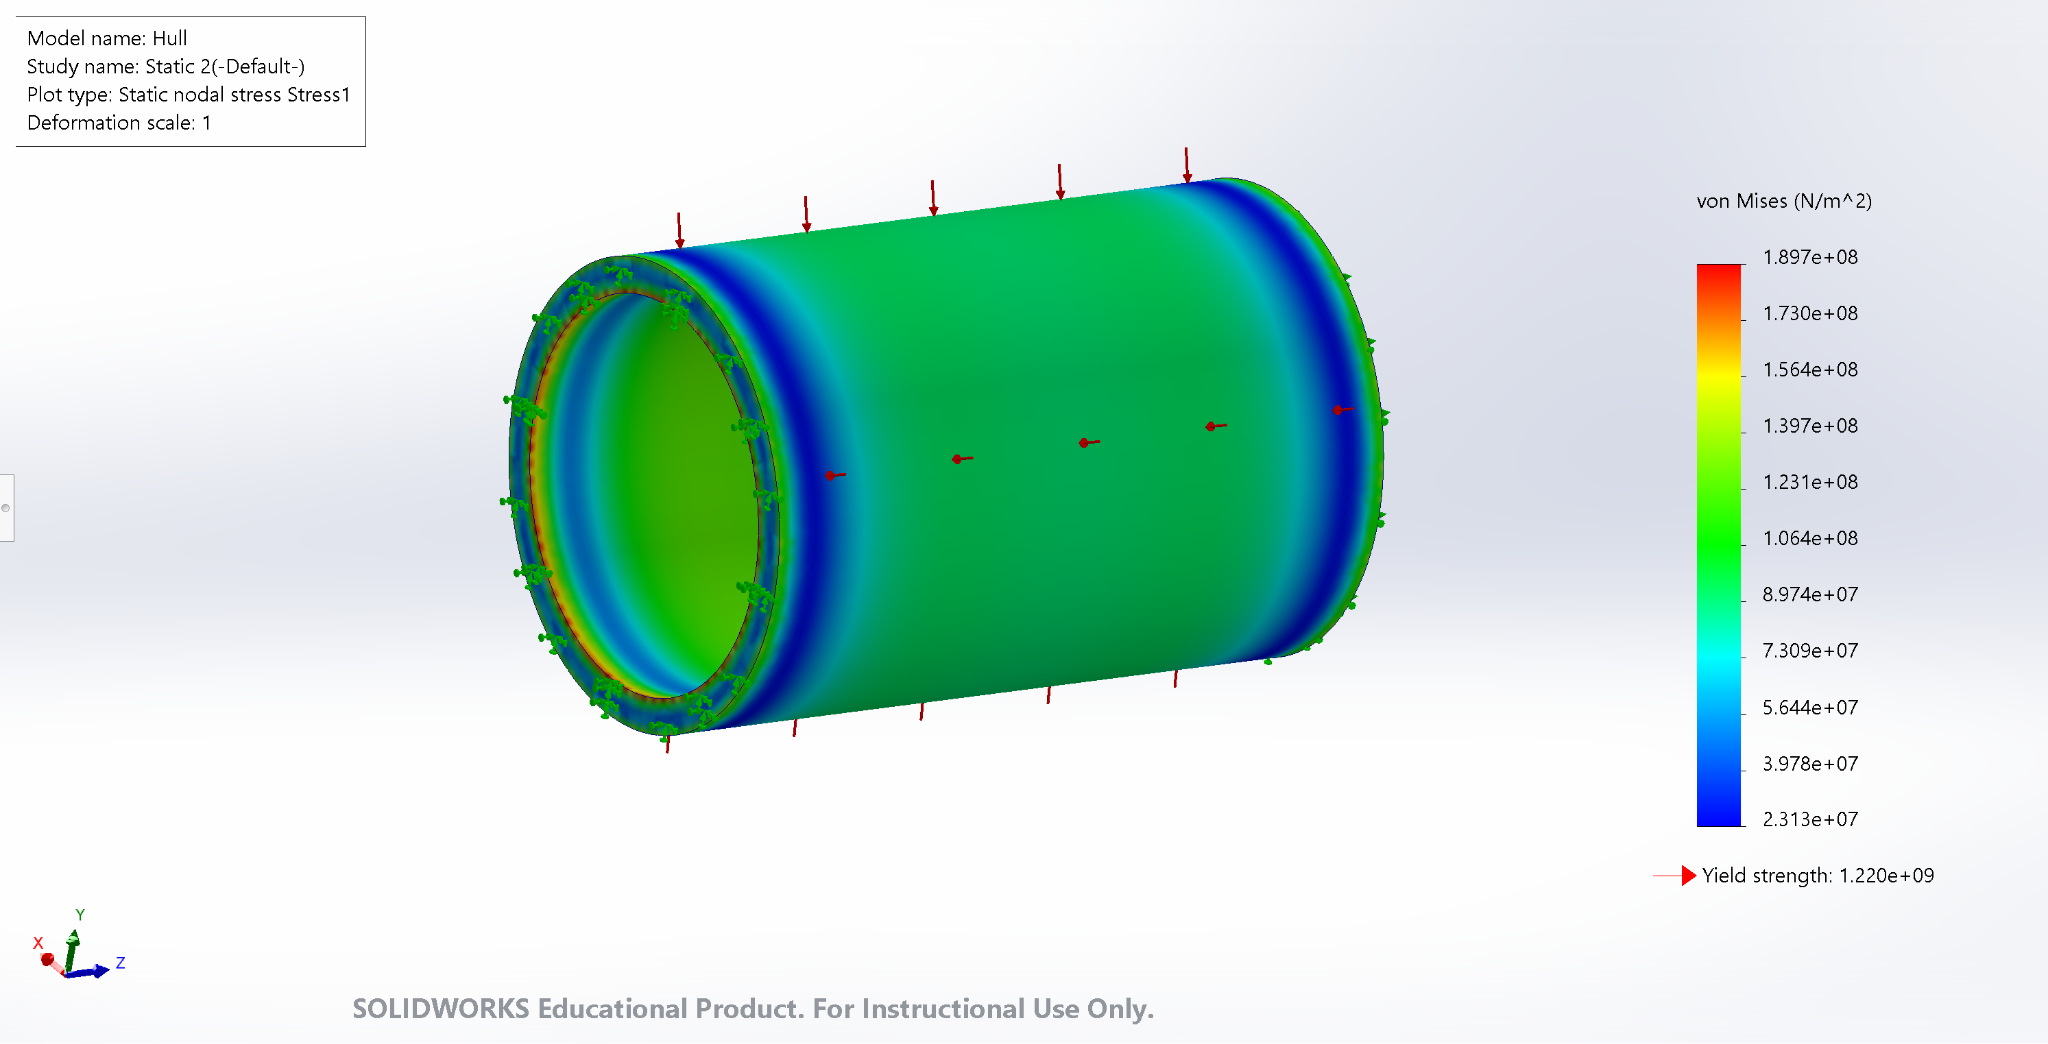 Model name: Hull
Study name: Static 2(-Default-)
Plot type: Static nodal stress Stress1
Deformation scale: 1
von Mises (N/m^2)
1.897e+08
1.730e+08
1.564e+08
1.397e+08
1.231e+08
1.064e+08
8.974e+07
7.309e+07
5.644e+07
3.978e+07
2.313e+07
Yield strength: 1.220e+09
Y
X
Z
SOLIDWORKS Educational Product. For Instructional Use Only.